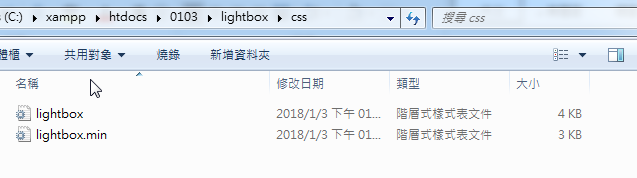 s (C:) ▸ xampp ▸ htdocs ▸ 0103 ▸ lightbox ▸ css 搜尋 css
體櫃 共用對象 燒錄 新增資料夾
名稱 修改日期 類型 大小
lightbox 2018/1/3 下午 01... 階層式樣式表文件 4 KB
lightbox.min 2018/1/3 下午 01... 階層式樣式表文件 3 KB